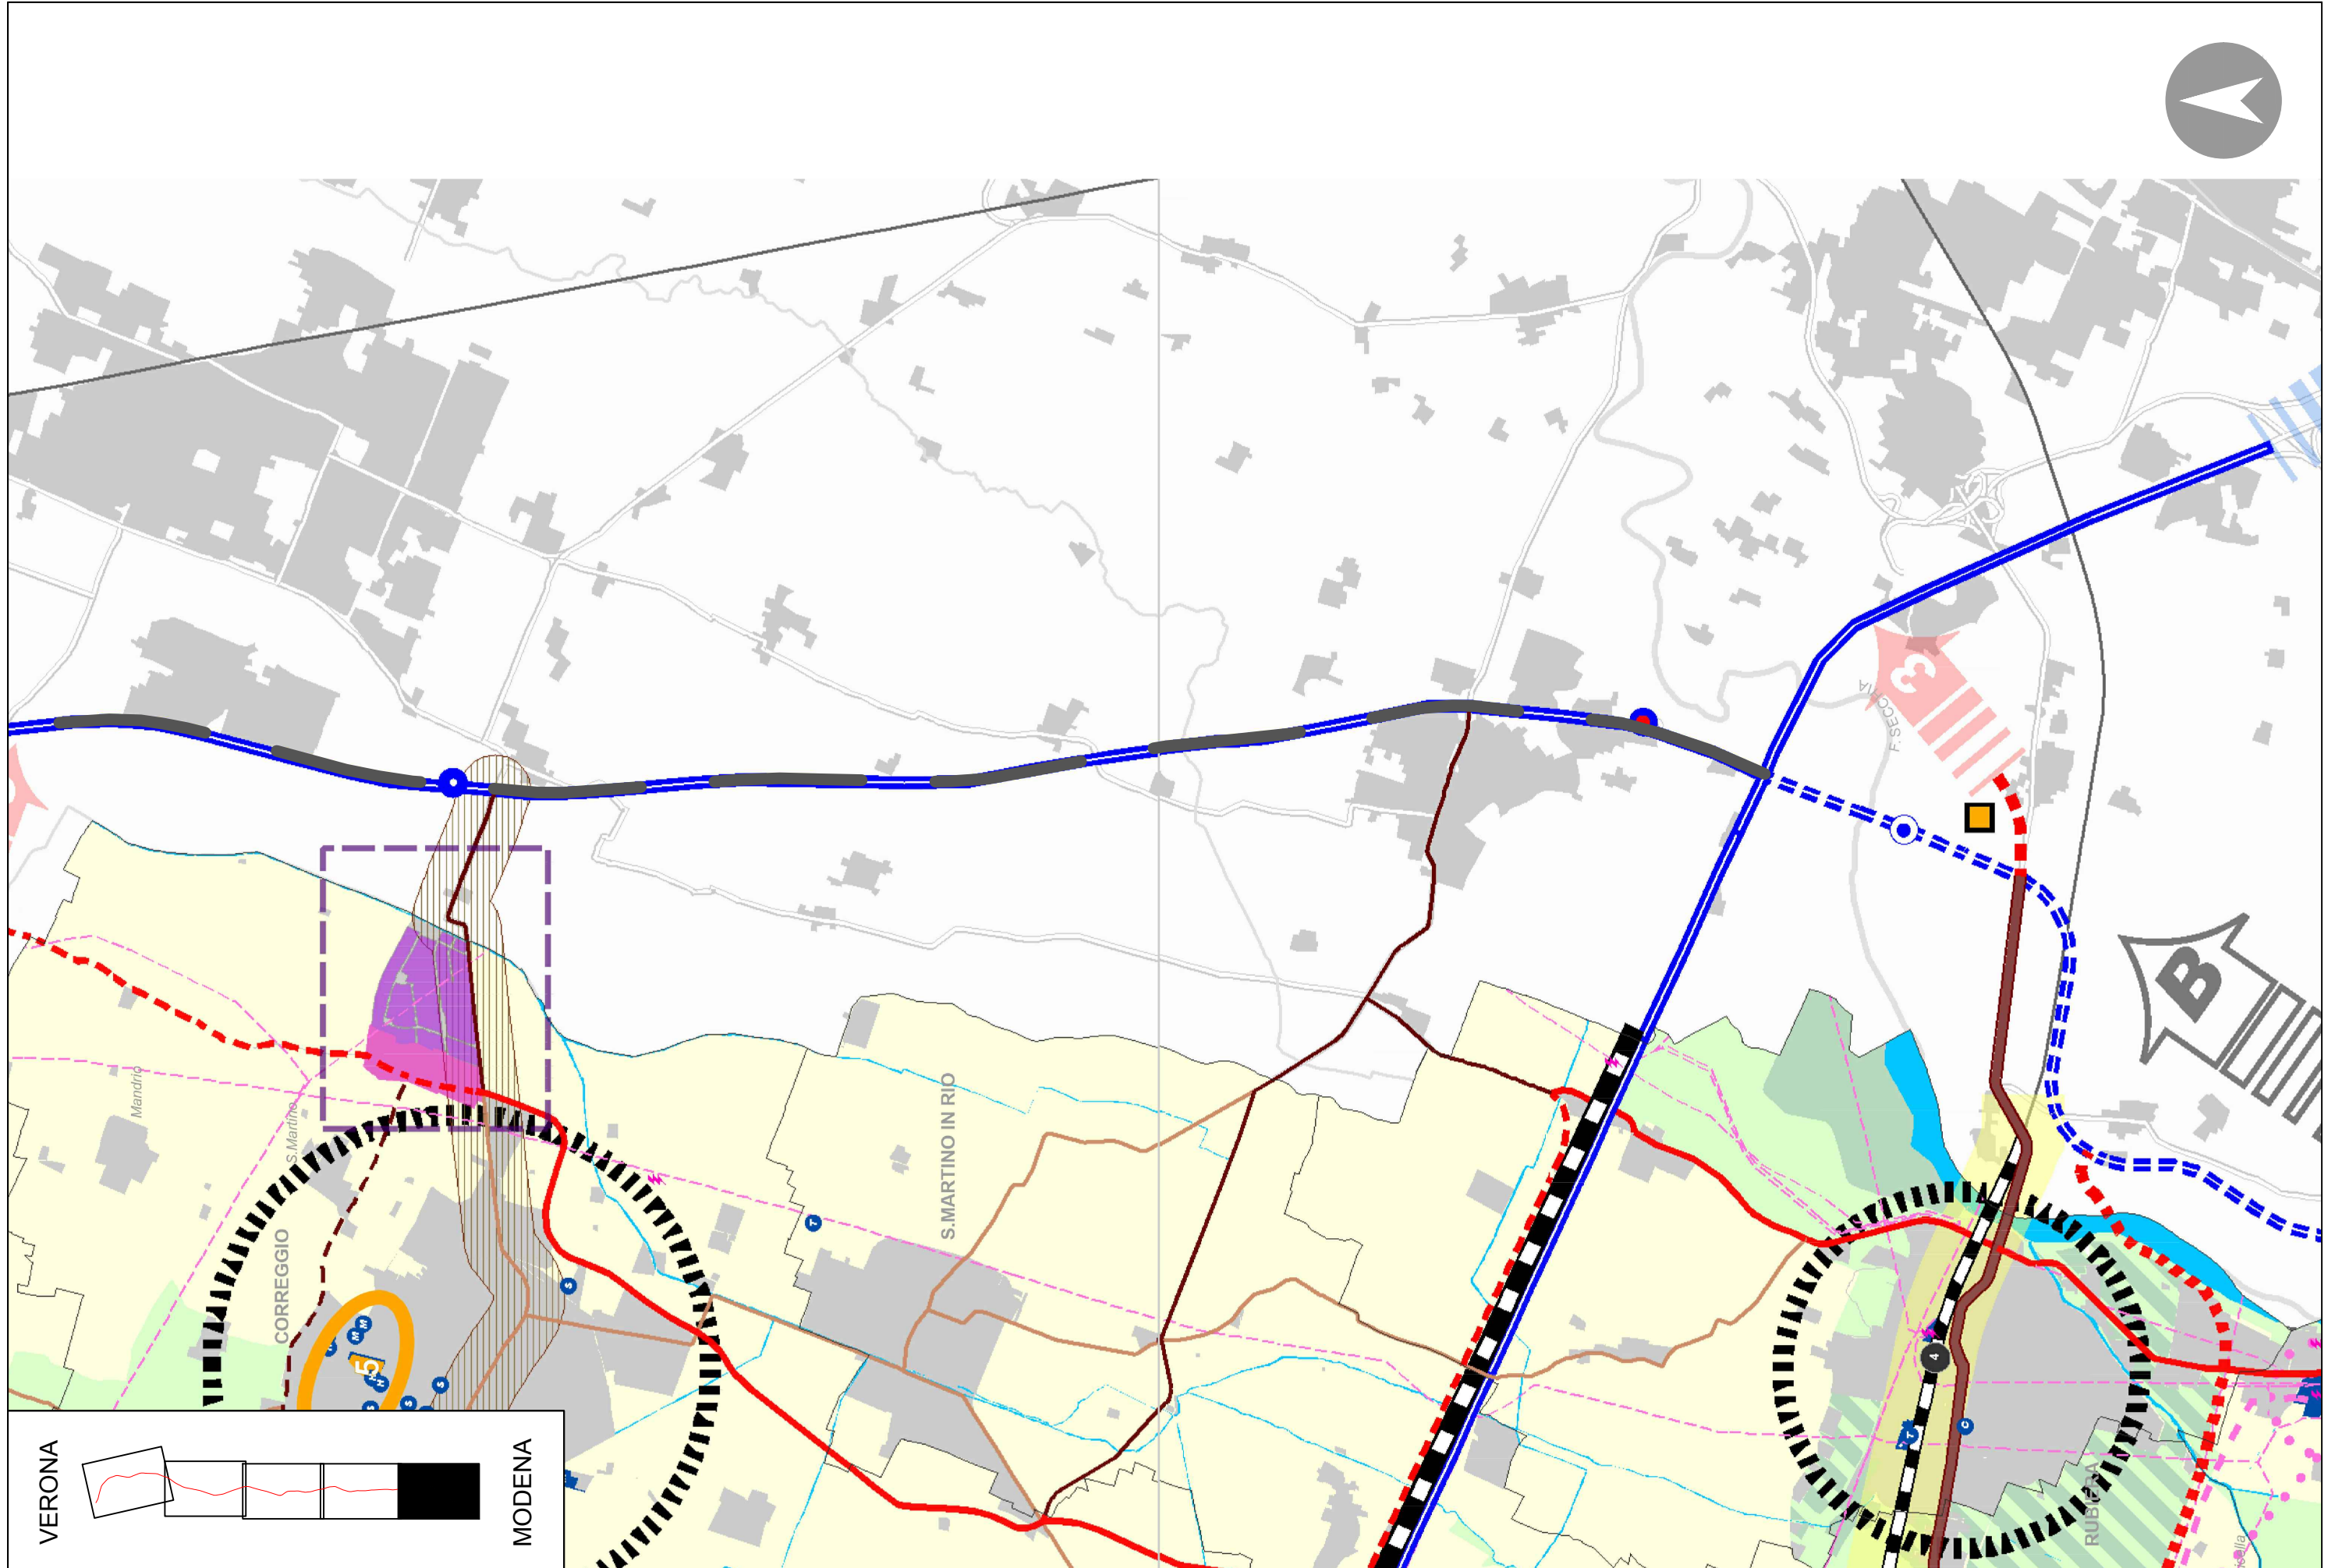 3
F. SECCHIA
B
Mandrio
S.Martino
CORREGGIO
S.MARTINO IN RIO
T
S
M
M
5
S
S
S
4
T
C
RUBIERA
VERONA
MODENA